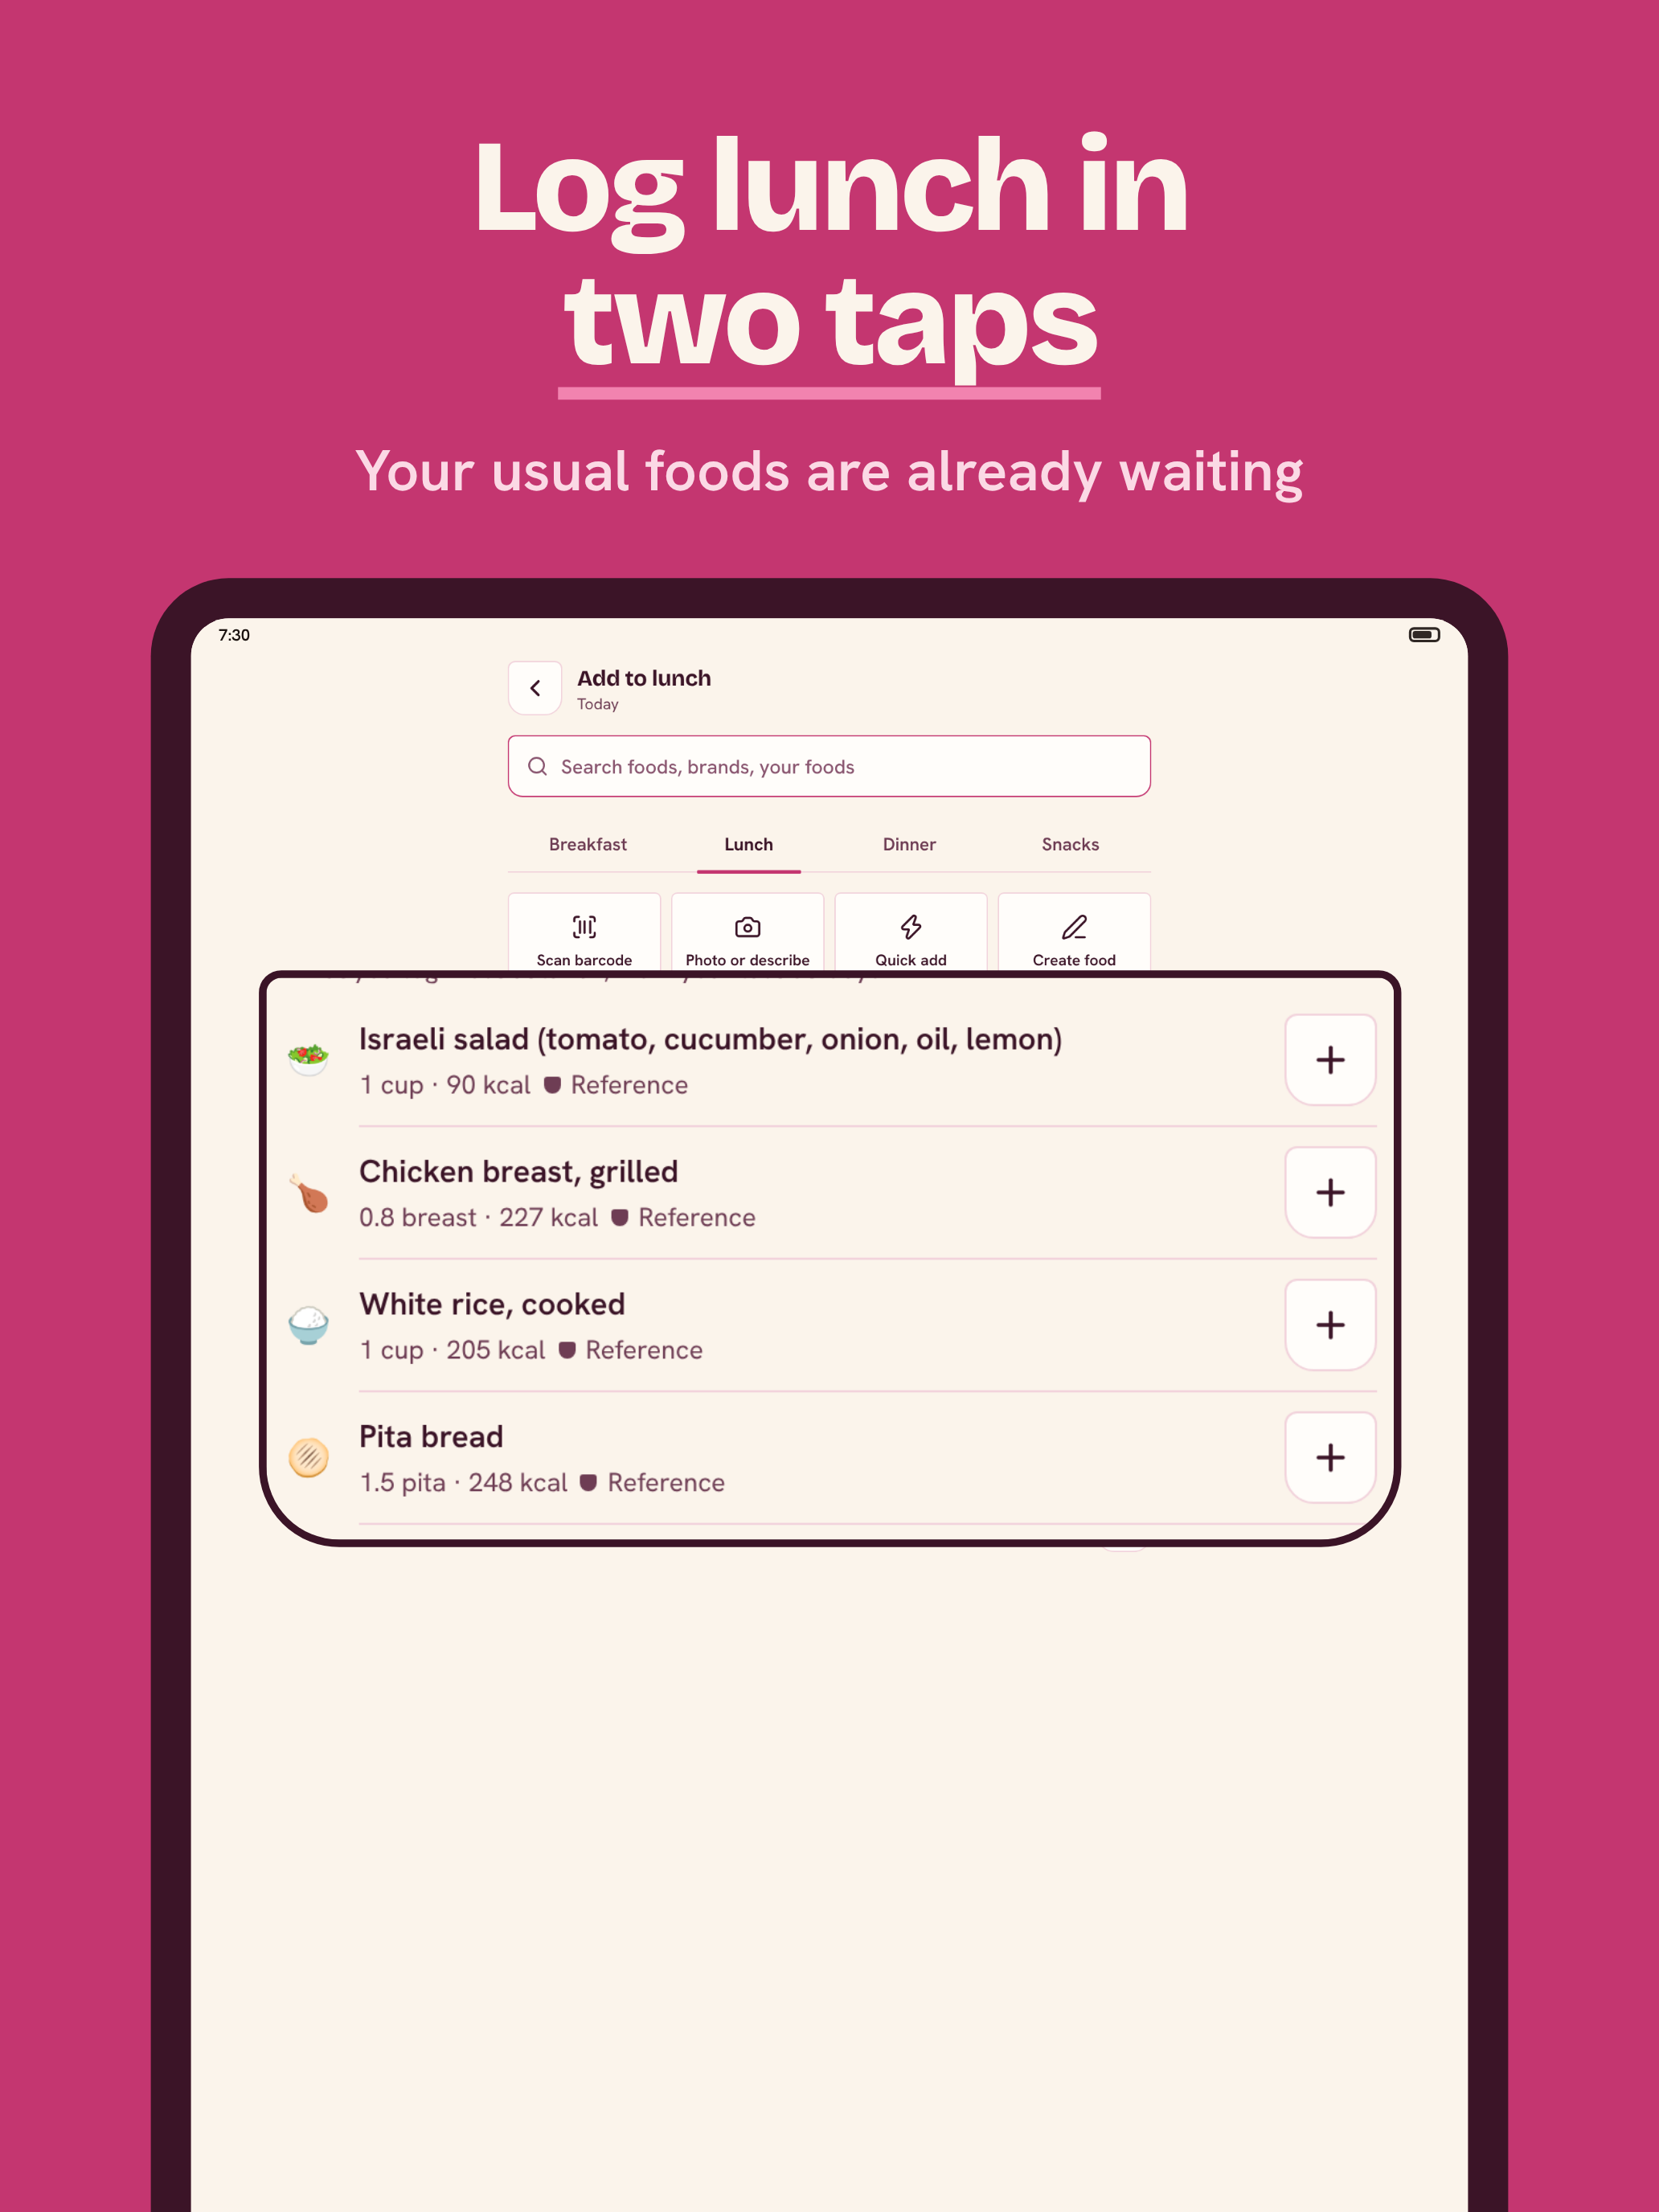 Log lunch in
two taps
Your usual foods are already waiting
7:30
Add to lunch
Today
Search foods, brands, your foods
Breakfast Lunch Dinner Snacks
Scan barcode Photo or describe Quick add Create food
Israeli salad (tomato, cucumber, onion, oil, lemon)
1 cup · 90 kcal Reference
Chicken breast, grilled
0.8 breast · 227 kcal Reference
White rice, cooked
1 cup · 205 kcal Reference
Pita bread
1.5 pita · 248 kcal Reference